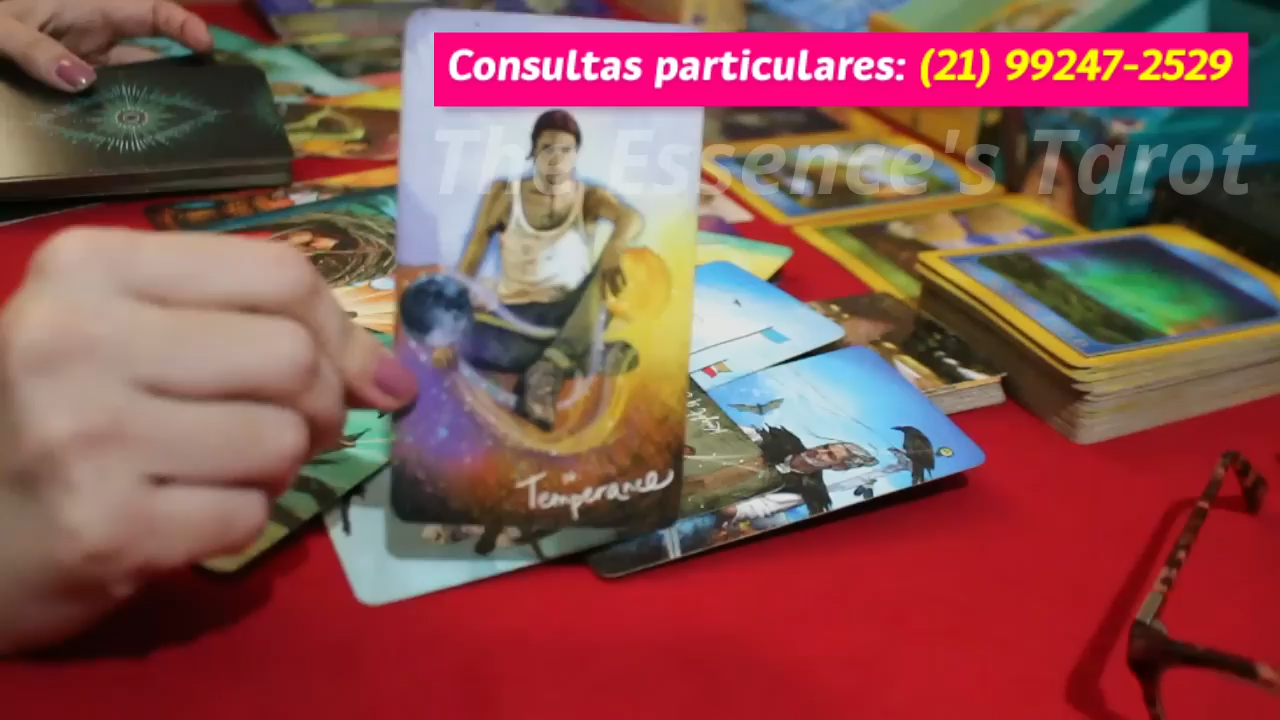 Consultas particulares: (21) 99247-2529
The Essence's Tarot
Temperance